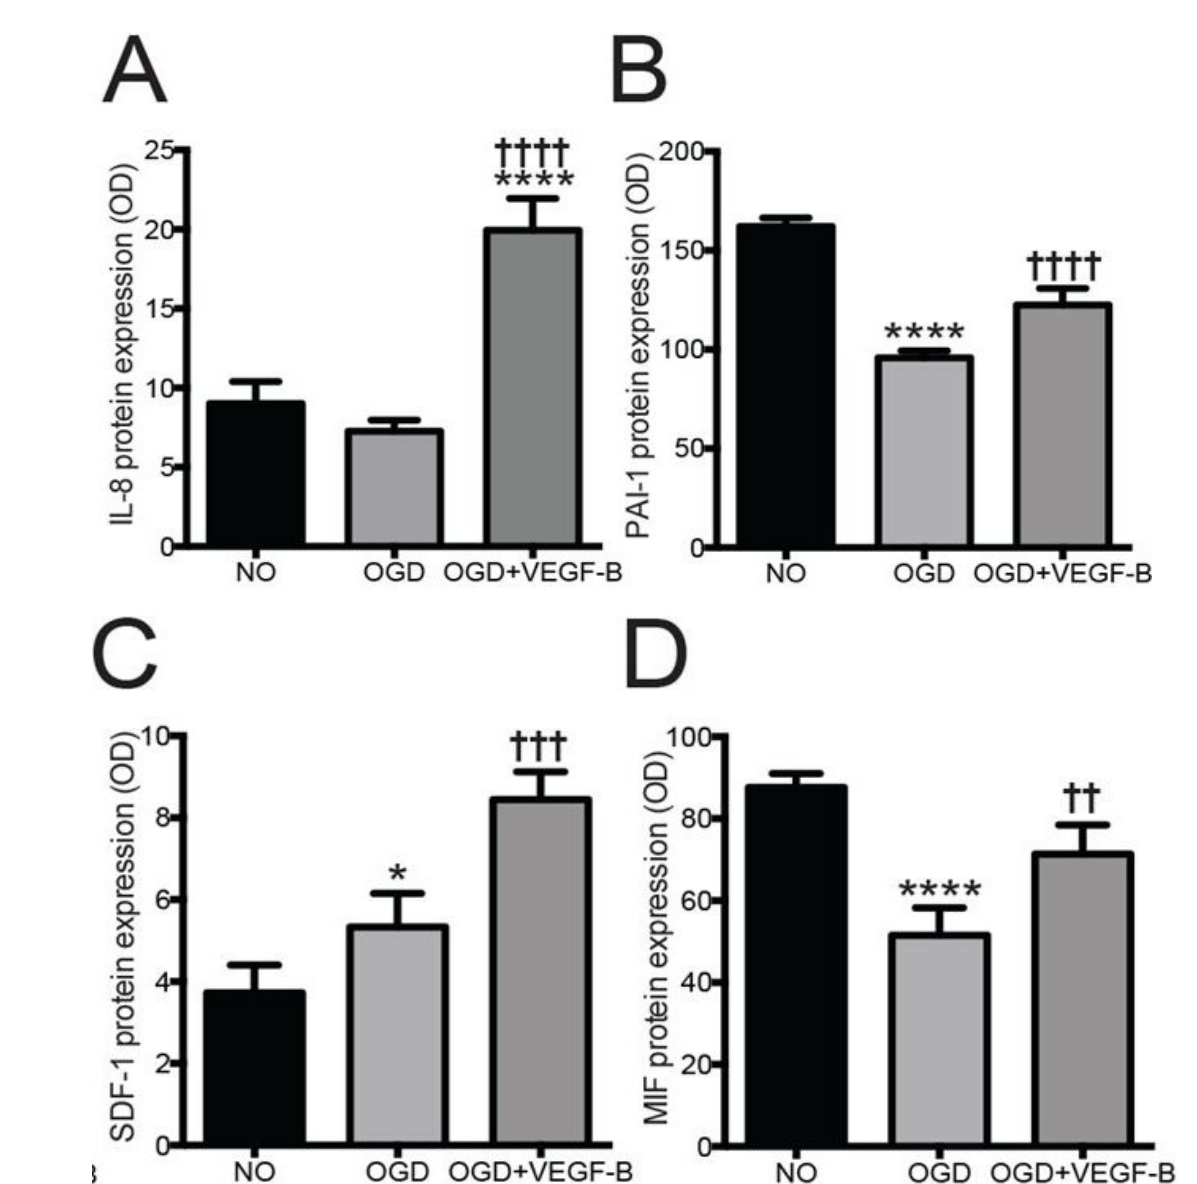 A
IL-8 protein expression (OD)
25
20
15
10
5
0
††††
****
NO OGD OGD+VEGF-B
B
PAI-1 protein expression (OD)
200
150
100
50
0
****
††††
NO OGD OGD+VEGF-B
C
SDF-1 protein expression (OD)
10
8
6
4
2
0
*
†††
NO OGD OGD+VEGF-B
D
MIF protein expression (OD)
100
80
60
40
20
0
****
††
NO OGD OGD+VEGF-B